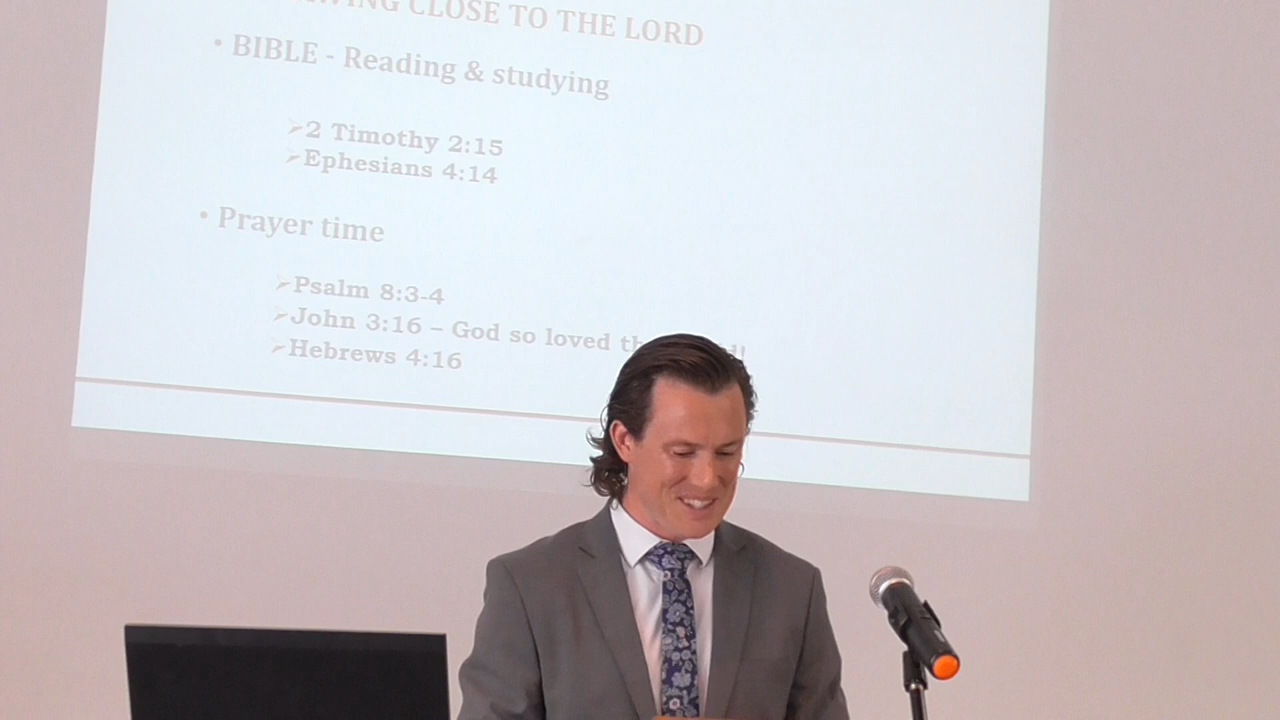 CLOSE TO THE LORD
• BIBLE - Reading & studying
➢2 Timothy 2:15
➢Ephesians 4:14
• Prayer time
➢Psalm 8:3-4
➢John 3:16 – God so loved
➢Hebrews 4:16